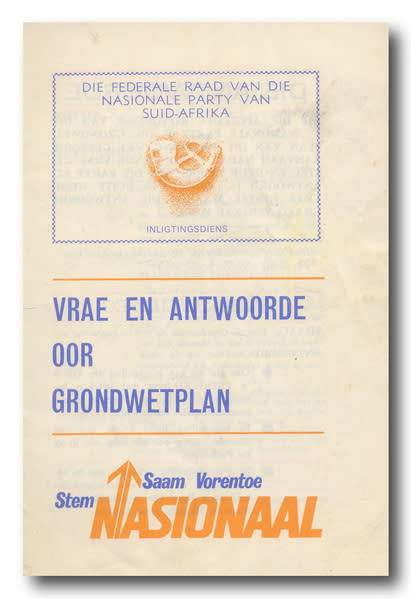 DIE FEDERALE RAAD VAN DIE
NASIONALE PARTY VAN
SUID-AFRIKA
INLIGTINGSDIENS
VRAE EN ANTWOORDE
OOR
GRONDWETPLAN
Saam Vorentoe
Stem
NASIONAAL